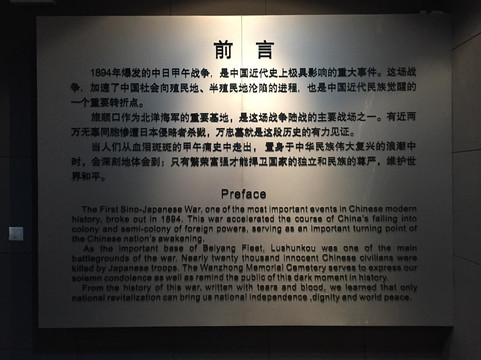 前 言
1894年爆发的中日甲午战争，是中国近代史上极具影响的重大事件。这场战
争，加速了中国社会向殖民地、半殖民地沦陷的进程，也是中国近代民族觉醒的
一个重要转折点。
旅顺口作为北洋海军的重要基地，是这场战争陆战的主要战场之一。有近两
万无辜同胞惨遭日本侵略者杀戮，万忠墓就是这段历史的有力见证。
当人们从血泪斑斑的甲午痛史中走出，置身于中华民族伟大复兴的浪潮中
时，会深刻地体会到：只有繁荣富强才能捍卫国家的独立和民族的尊严，维护世
界和平。
Preface
The First Sino-Japanese War, one of the most important events in Chinese modern
history, broke out in 1894. This war accelerated the course of China's falling into
colony and semi-colony of foreign powers, serving as an important turning point of
the Chinese nation's awakening.
As the important base of Beiyang Fleet, Lushunkou was one of the main
battlegrounds of the war. Nearly twenty thousand innocent Chinese civilians were
killed by Japanese troops. The Wanzhong Memorial Cemetery serves to express our
solemn condolence as well as remind the public of this dark moment in history.
From the history of this war, written with tears and blood, we learned that only
national revitalization can bring us national independence ,dignity and world peace.